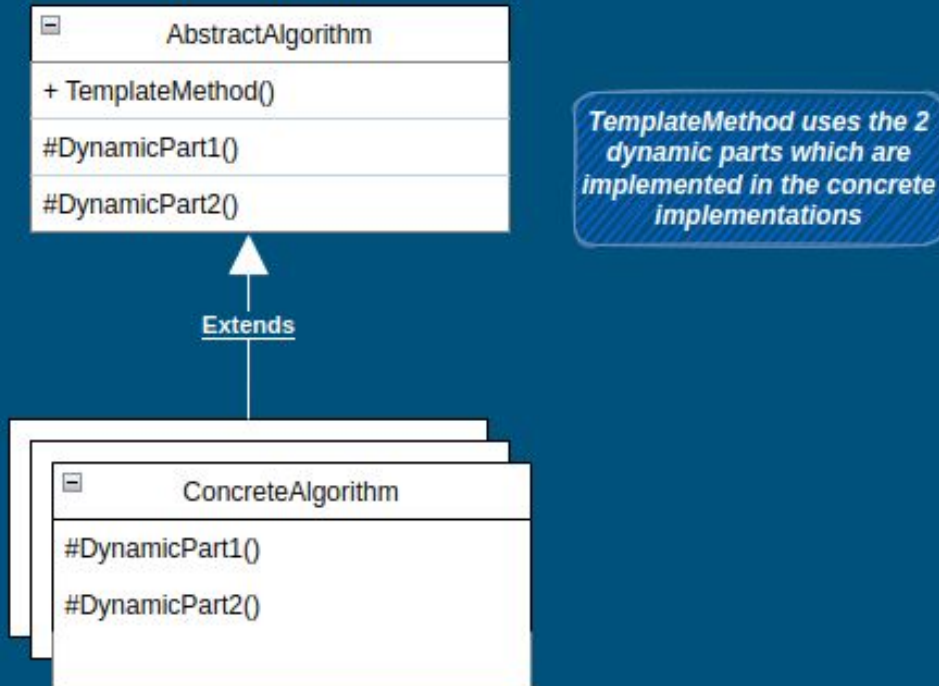 AbstractAlgorithm
+ TemplateMethod()
#DynamicPart1()
#DynamicPart2()
TemplateMethod uses the 2
dynamic parts which are
implemented in the concrete
implementations
Extends
ConcreteAlgorithm
#DynamicPart1()
#DynamicPart2()